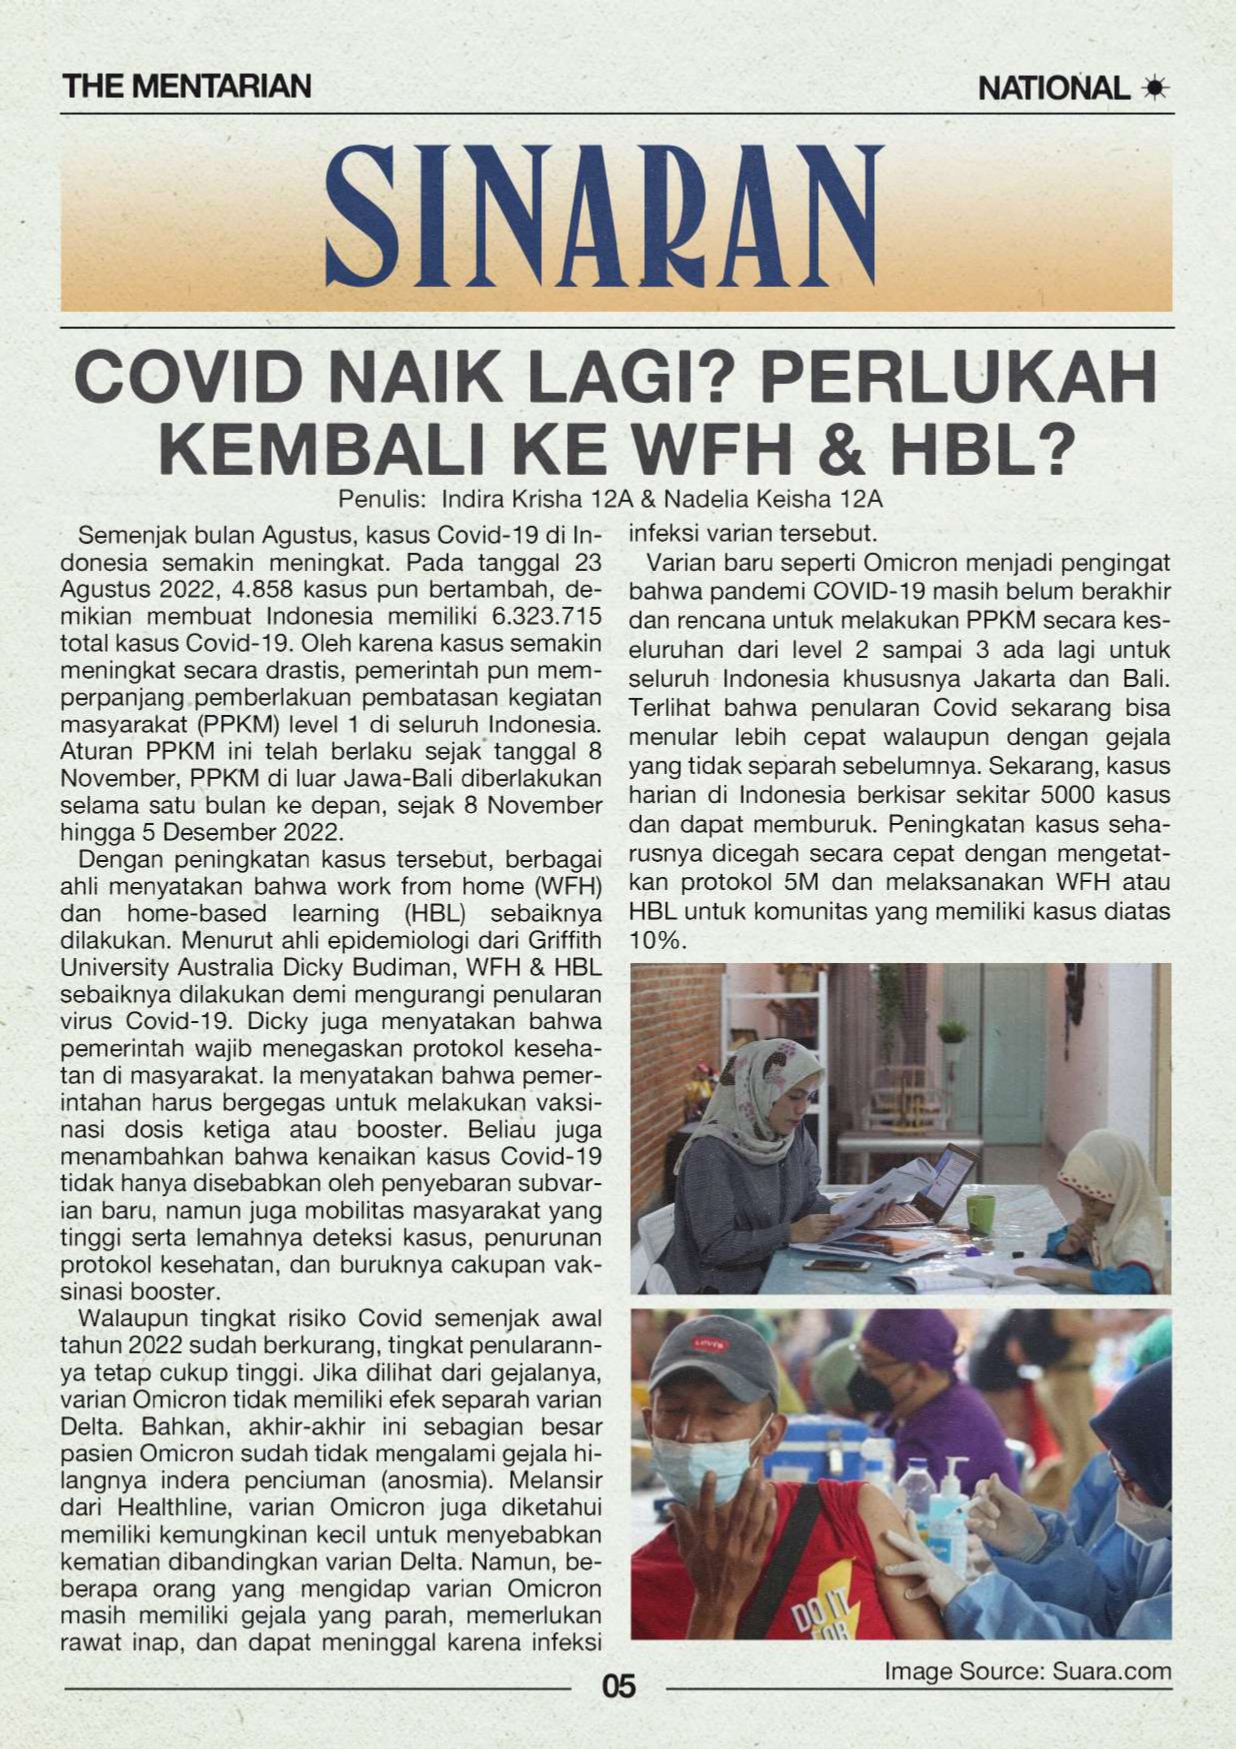 THE MENTARIAN
NATIONAL
SINARAN
COVID NAIK LAGI? PERLUKAH
KEMBALI KE WFH & HBL?
Penulis: Indira Krisha 12A & Nadelia Keisha 12A
Semenjak bulan Agustus, kasus Covid-19 di In-
donesia semakin meningkat. Pada tanggal 23
Agustus 2022, 4.858 kasus pun bertambah, de-
mikian membuat Indonesia memiliki 6.323.715
total kasus Covid-19. Oleh karena kasus semakin
meningkat secara drastis, pemerintah pun mem-
perpanjang pemberlakuan pembatasan kegiatan
masyarakat (PPKM) level 1 di seluruh Indonesia.
Aturan PPKM ini telah berlaku sejak tanggal 8
November, PPKM di luar Jawa-Bali diberlakukan
selama satu bulan ke depan, sejak 8 November
hingga 5 Desember 2022.
Dengan peningkatan kasus tersebut, berbagai
ahli menyatakan bahwa work from home (WFH)
dan home-based learning (HBL) sebaiknya
dilakukan. Menurut ahli epidemiologi dari Griffith
University Australia Dicky Budiman, WFH & HBL
sebaiknya dilakukan demi mengurangi penularan
virus Covid-19. Dicky juga menyatakan bahwa
pemerintah wajib menegaskan protokol keseha-
tan di masyarakat. Ia menyatakan bahwa pemer-
intahan harus bergegas untuk melakukan vaksi-
nasi dosis ketiga atau booster. Beliau juga
menambahkan bahwa kenaikan kasus Covid-19
tidak hanya disebabkan oleh penyebaran subvar-
ian baru, namun juga mobilitas masyarakat yang
tinggi serta lemahnya deteksi kasus, penurunan
protokol kesehatan, dan buruknya cakupan vak-
sinasi booster.
Walaupun tingkat risiko Covid semenjak awal
tahun 2022 sudah berkurang, tingkat penularann-
ya tetap cukup tinggi. Jika dilihat dari gejalanya,
varian Omicron tidak memiliki efek separah varian
Delta. Bahkan, akhir-akhir ini sebagian besar
pasien Omicron sudah tidak mengalami gejala hi-
langnya indera penciuman (anosmia). Melansir
dari Healthline, varian Omicron juga diketahui
memiliki kemungkinan kecil untuk menyebabkan
kematian dibandingkan varian Delta. Namun, be-
berapa orang yang mengidap varian Omicron
masih memiliki gejala yang parah, memerlukan
rawat inap, dan dapat meninggal karena infeksi
infeksi varian tersebut.
Varian baru seperti Omicron menjadi pengingat
bahwa pandemi COVID-19 masih belum berakhir
dan rencana untuk melakukan PPKM secara kes-
eluruhan dari level 2 sampai 3 ada lagi untuk
seluruh Indonesia khususnya Jakarta dan Bali.
Terlihat bahwa penularan Covid sekarang bisa
menular lebih cepat walaupun dengan gejala
yang tidak separah sebelumnya. Sekarang, kasus
harian di Indonesia berkisar sekitar 5000 kasus
dan dapat memburuk. Peningkatan kasus seha-
rusnya dicegah secara cepat dengan mengetat-
kan protokol 5M dan melaksanakan WFH atau
HBL untuk komunitas yang memiliki kasus diatas
10%.
Levi's
DO IT
FOR
Image Source: Suara.com
05